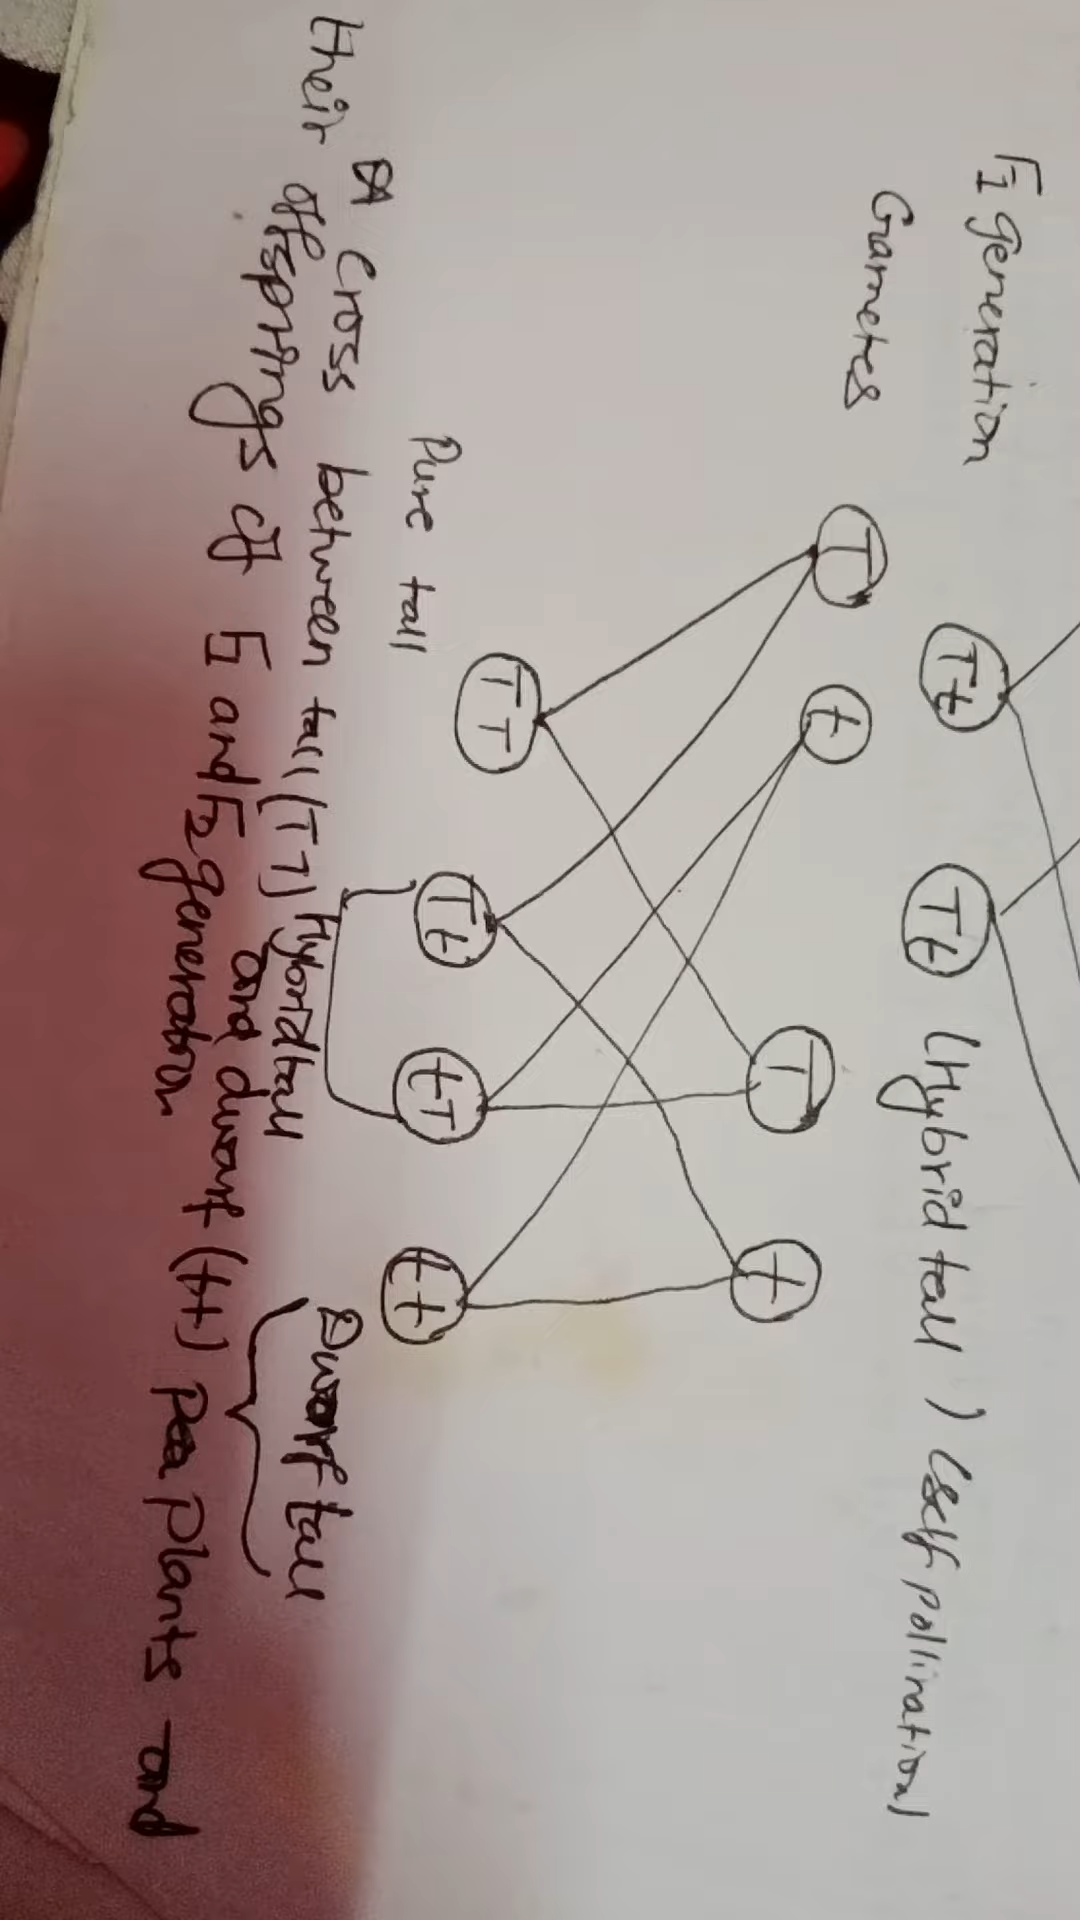 F1 generation
Tt Tt (Hybrid tall) (self pollination)
Gametes T t T t
TT Tt tT tt
Pure tall Hybrid tall Dwarf tall
A cross between tall (TT) and dwarf (tt) pea plants and
their offsprings of F1 and F2 generation